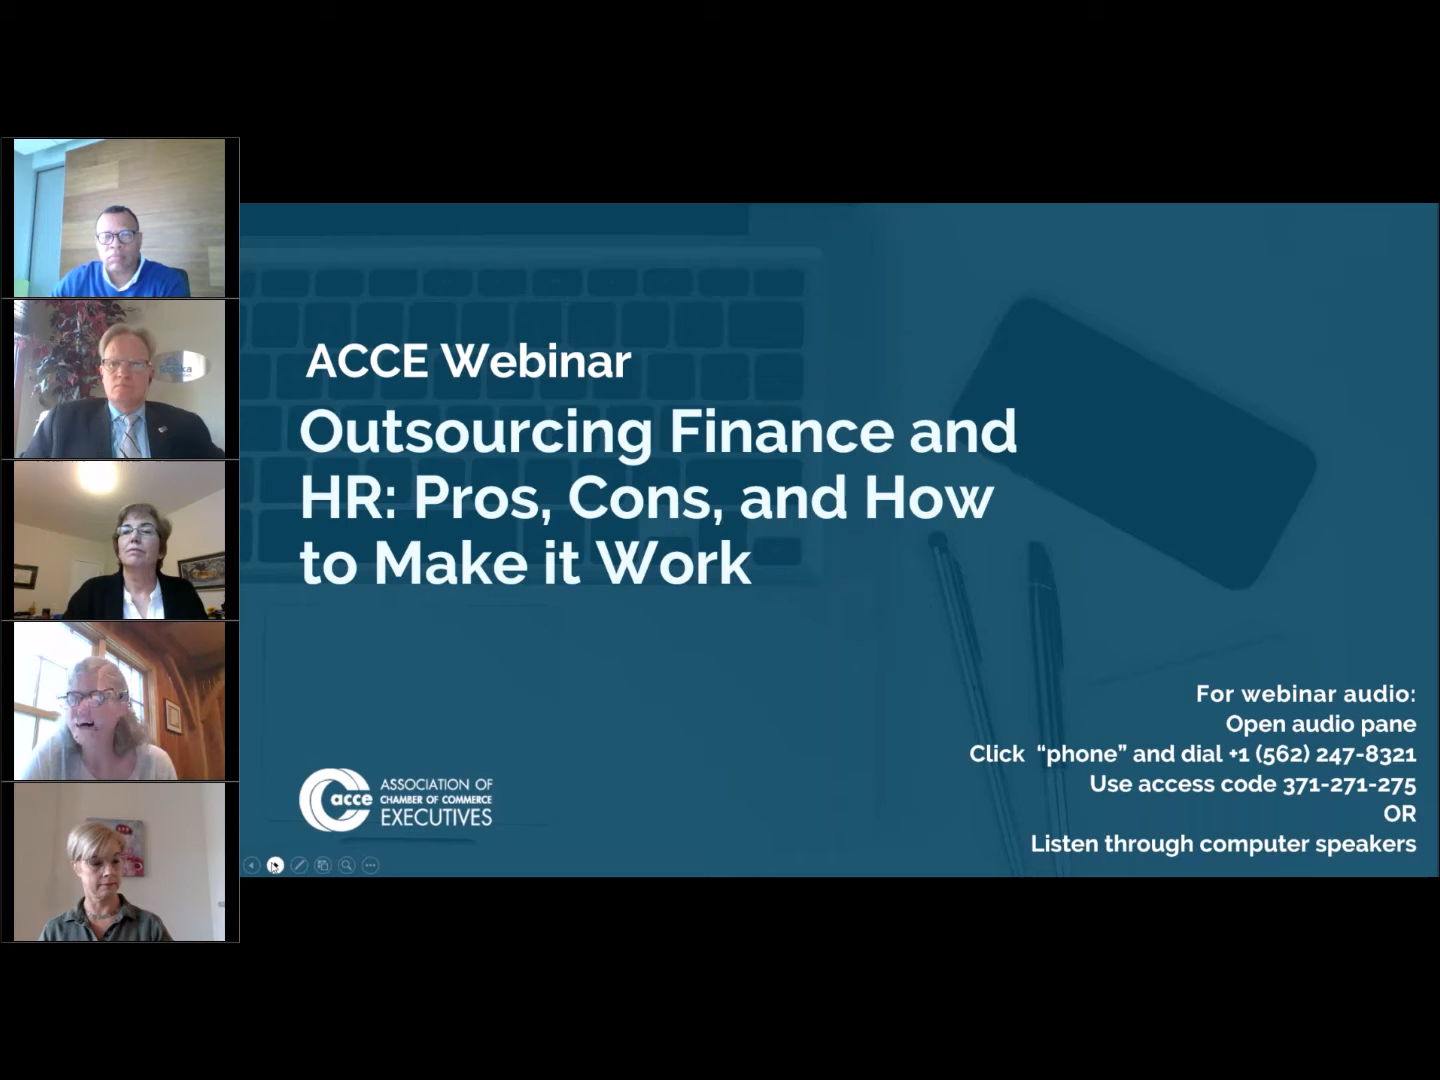 Topeka
ACCE Webinar
Outsourcing Finance and
HR: Pros, Cons, and How
to Make it Work
For webinar audio:
Open audio pane
Click “phone” and dial +1 (562) 247-8321
Use access code 371-271-275
OR
Listen through computer speakers
acce
ASSOCIATION OF
CHAMBER OF COMMERCE
EXECUTIVES